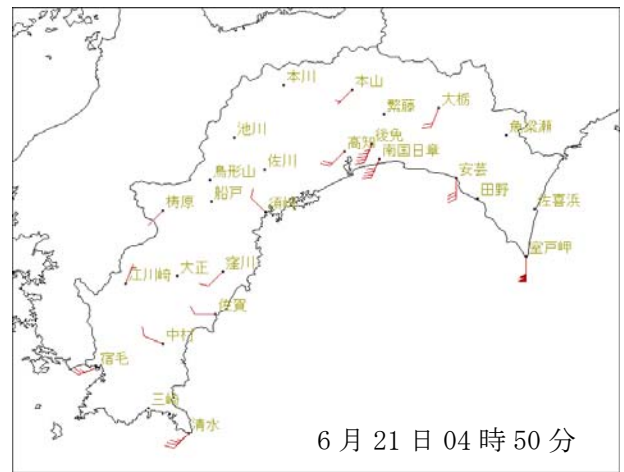 本川
本山
繁藤
大栃
魚梁瀬
池川
高知
後免
南国日章
佐川
鳥形山
安芸
田野
船戸
佐喜浜
梼原
須崎
室戸岬
江川崎
大正
窪川
佐賀
中村
宿毛
三崎
清水
6月21日04時50分